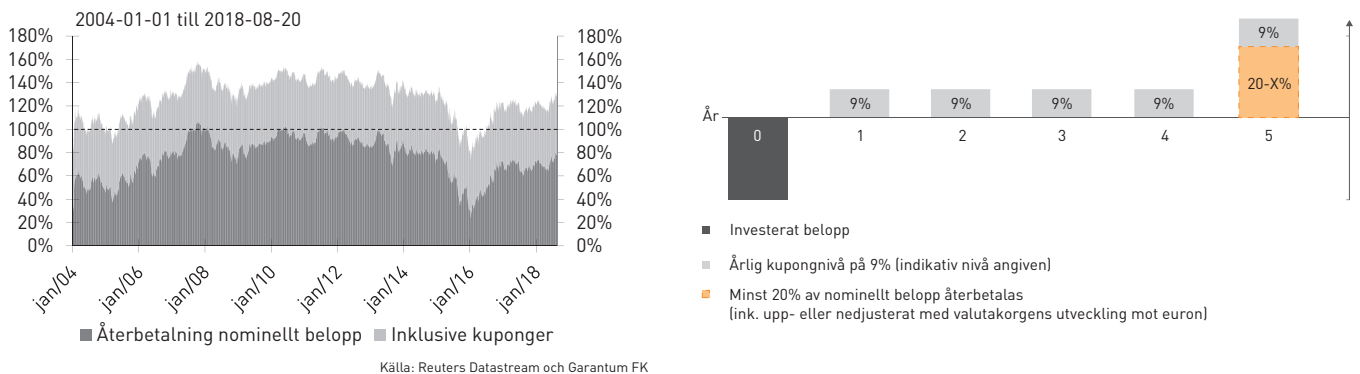 2004-01-01 till 2018-08-20
180%
160%
140%
120%
100%
80%
60%
40%
20%
0%
180%
160%
140%
120%
100%
80%
60%
40%
20%
0%
jan/04
jan/06
jan/08
jan/10
jan/12
jan/14
jan/16
jan/18
Återbetalning nominellt belopp
Inklusive kuponger
Källa: Reuters Datastream och Garantum FK
9%
20-X%
9%
9%
9%
9%
År
0
1
2
3
4
5
Investerat belopp
Årlig kupongnivå på 9% (indikativ nivå angiven)
Minst 20% av nominellt belopp återbetalas
(ink. upp- eller nedjusterat med valutakorgens utveckling mot euron)